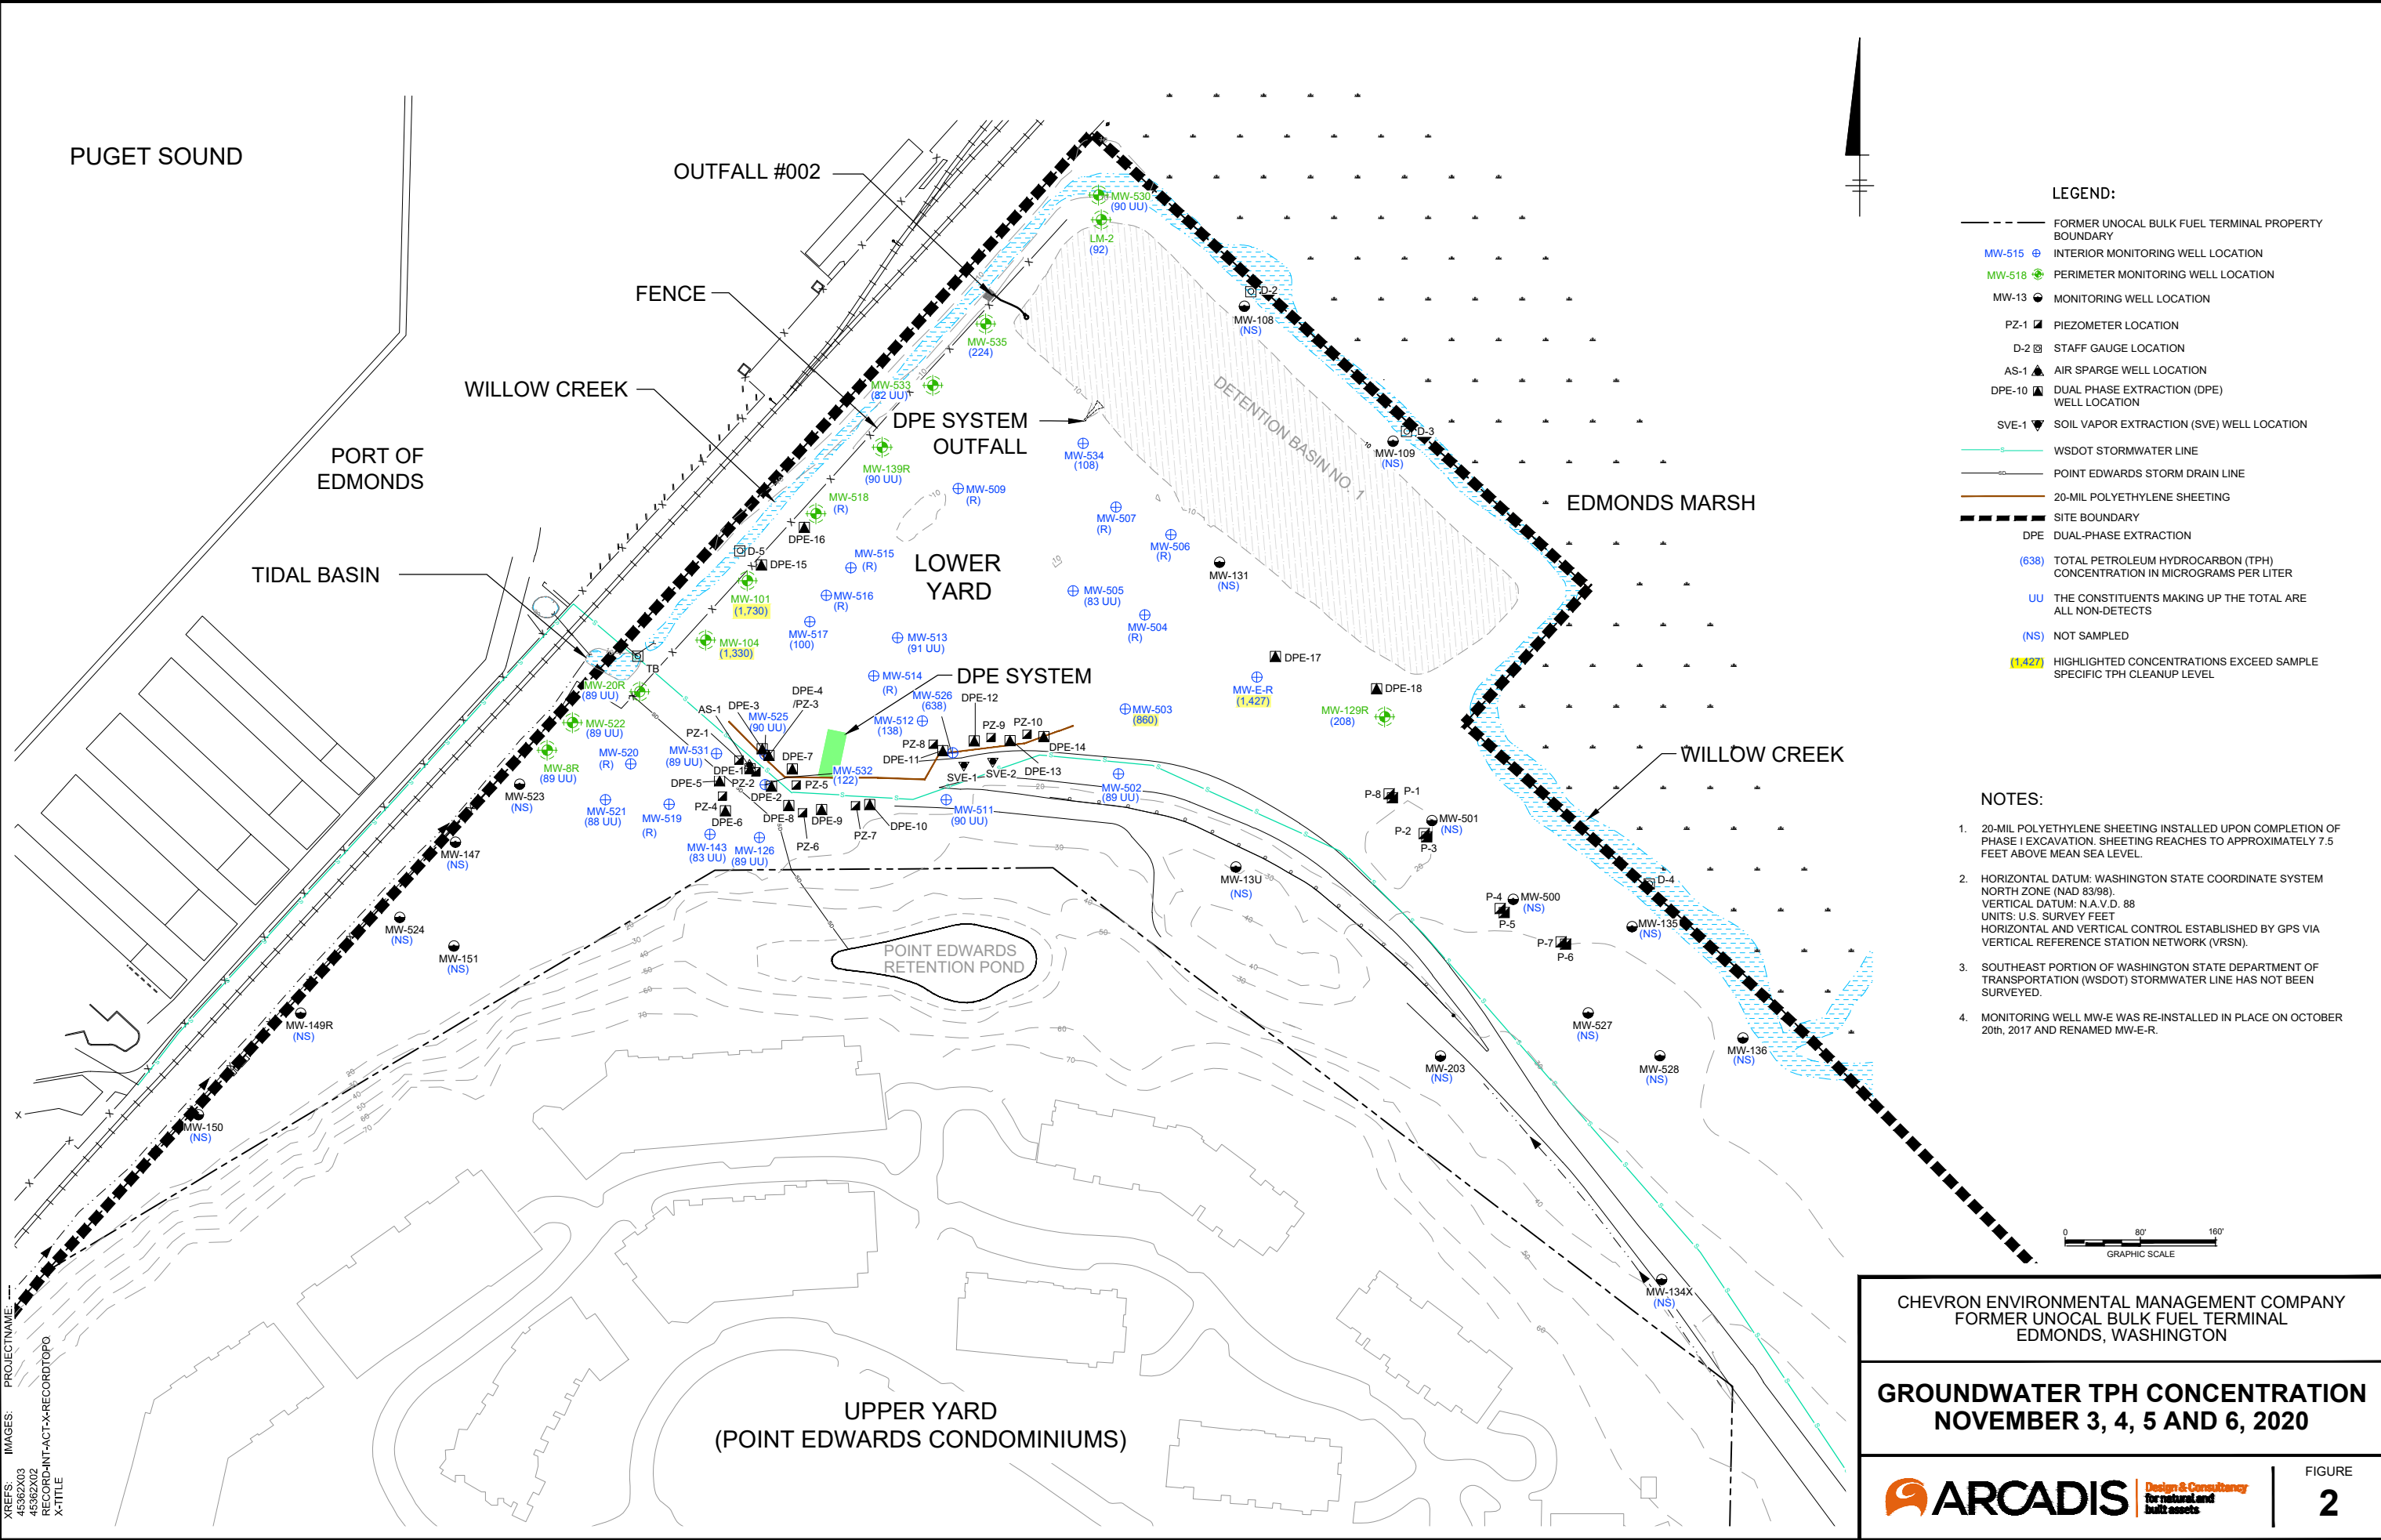 PUGET SOUND
OUTFALL #002
FENCE
WILLOW CREEK
PORT OF
EDMONDS
TIDAL BASIN
DPE SYSTEM
OUTFALL
LOWER
YARD
DPE SYSTEM
DETENTION BASIN NO. 1
EDMONDS MARSH
WILLOW CREEK
MW-530
(90 UU)
LM-2
(92)
D-2
MW-108
(NS)
MW-535
(224)
MW-533
(82 UU)
D-3
MW-109
(NS)
MW-534
(108)
MW-139R
(90 UU)
MW-509
(R)
MW-518
(R)
DPE-16
MW-507
(R)
MW-506
(R)
D-5
DPE-15
MW-515
(R)
MW-131
(NS)
MW-101
(1,730)
MW-516
(R)
MW-505
(83 UU)
MW-517
(100)
MW-504
(R)
MW-104
(1,330)
MW-513
(91 UU)
TB
MW-514
(R)
DPE-17
MW-20R
(89 UU)
DPE-4
/PZ-3
MW-526
(638)
DPE-12
MW-E-R
(1,427)
DPE-18
AS-1
DPE-3
MW-525
(90 UU)
MW-512
(138)
MW-503
(860)
MW-129R
(208)
MW-522
(89 UU)
PZ-1
PZ-9
PZ-10
PZ-8
DPE-14
MW-520
(R)
MW-531
(89 UU)
DPE-7
DPE-11
MW-8R
(89 UU)
PZ-2
MW-532
(122)
SVE-1
SVE-2
DPE-13
DPE-5
PZ-5
MW-502
(89 UU)
MW-523
(NS)
DPE-2
PZ-4
MW-521
(88 UU)
MW-519
(R)
DPE-6
DPE-8
DPE-9
DPE-10
PZ-7
PZ-6
MW-511
(90 UU)
MW-143
(83 UU)
MW-126
(89 UU)
P-8
P-1
MW-501
(NS)
P-2
P-3
MW-147
(NS)
MW-13U
(NS)
D-4
P-4
MW-500
(NS)
P-5
MW-524
(NS)
MW-135
(NS)
P-7
P-6
MW-151
(NS)
POINT EDWARDS
RETENTION POND
MW-149R
(NS)
MW-527
(NS)
MW-136
(NS)
MW-203
(NS)
MW-528
(NS)
MW-150
(NS)
MW-134X
(NS)
UPPER YARD
(POINT EDWARDS CONDOMINIUMS)
LEGEND:
FORMER UNOCAL BULK FUEL TERMINAL PROPERTY
BOUNDARY
MW-515 INTERIOR MONITORING WELL LOCATION
MW-518 PERIMETER MONITORING WELL LOCATION
MW-13 MONITORING WELL LOCATION
PZ-1 PIEZOMETER LOCATION
D-2 STAFF GAUGE LOCATION
AS-1 AIR SPARGE WELL LOCATION
DPE-10 DUAL PHASE EXTRACTION (DPE)
WELL LOCATION
SVE-1 SOIL VAPOR EXTRACTION (SVE) WELL LOCATION
S WSDOT STORMWATER LINE
SD POINT EDWARDS STORM DRAIN LINE
20-MIL POLYETHYLENE SHEETING
SITE BOUNDARY
DPE DUAL-PHASE EXTRACTION
(638) TOTAL PETROLEUM HYDROCARBON (TPH)
CONCENTRATION IN MICROGRAMS PER LITER
UU THE CONSTITUENTS MAKING UP THE TOTAL ARE
ALL NON-DETECTS
(NS) NOT SAMPLED
(1,427) HIGHLIGHTED CONCENTRATIONS EXCEED SAMPLE
SPECIFIC TPH CLEANUP LEVEL
NOTES:
1. 20-MIL POLYETHYLENE SHEETING INSTALLED UPON COMPLETION OF
PHASE I EXCAVATION. SHEETING REACHES TO APPROXIMATELY 7.5
FEET ABOVE MEAN SEA LEVEL.
2. HORIZONTAL DATUM: WASHINGTON STATE COORDINATE SYSTEM
NORTH ZONE (NAD 83/98).
VERTICAL DATUM: N.A.V.D. 88
UNITS: U.S. SURVEY FEET
HORIZONTAL AND VERTICAL CONTROL ESTABLISHED BY GPS VIA
VERTICAL REFERENCE STATION NETWORK (VRSN).
3. SOUTHEAST PORTION OF WASHINGTON STATE DEPARTMENT OF
TRANSPORTATION (WSDOT) STORMWATER LINE HAS NOT BEEN
SURVEYED.
4. MONITORING WELL MW-E WAS RE-INSTALLED IN PLACE ON OCTOBER
20th, 2017 AND RENAMED MW-E-R.
0 80' 160'
GRAPHIC SCALE
CHEVRON ENVIRONMENTAL MANAGEMENT COMPANY
FORMER UNOCAL BULK FUEL TERMINAL
EDMONDS, WASHINGTON
GROUNDWATER TPH CONCENTRATION
NOVEMBER 3, 4, 5 AND 6, 2020
ARCADIS
Design & Consultancy
for natural and
built assets
FIGURE
2
XREFS: IMAGES: PROJECTNAME: ---
45362X03
45362X02
RECORD-INT-ACT-X-RECORDTOPO
X-TITLE